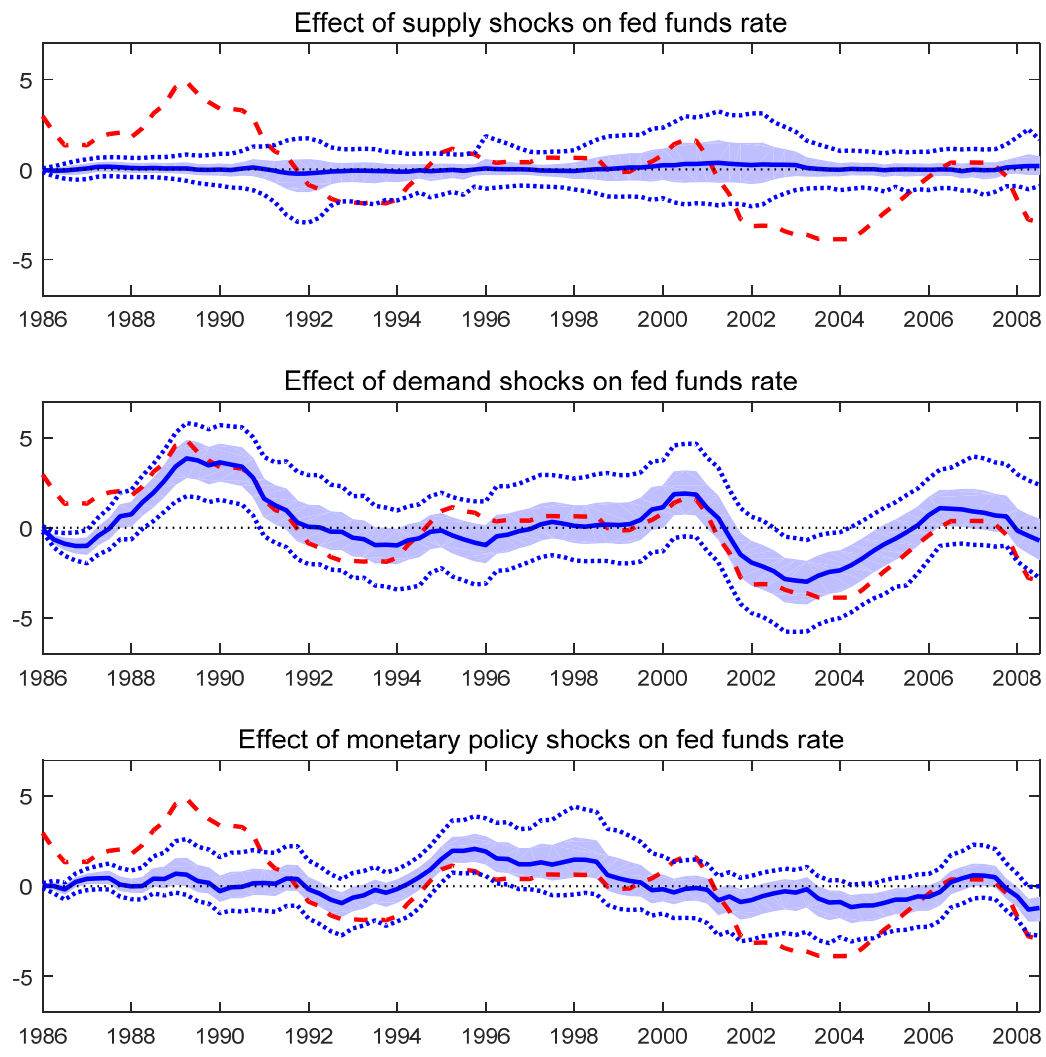 Effect of supply shocks on fed funds rate
5
0
-5
1986 1988 1990 1992 1994 1996 1998 2000 2002 2004 2006 2008
Effect of demand shocks on fed funds rate
5
0
-5
1986 1988 1990 1992 1994 1996 1998 2000 2002 2004 2006 2008
Effect of monetary policy shocks on fed funds rate
5
0
-5
1986 1988 1990 1992 1994 1996 1998 2000 2002 2004 2006 2008